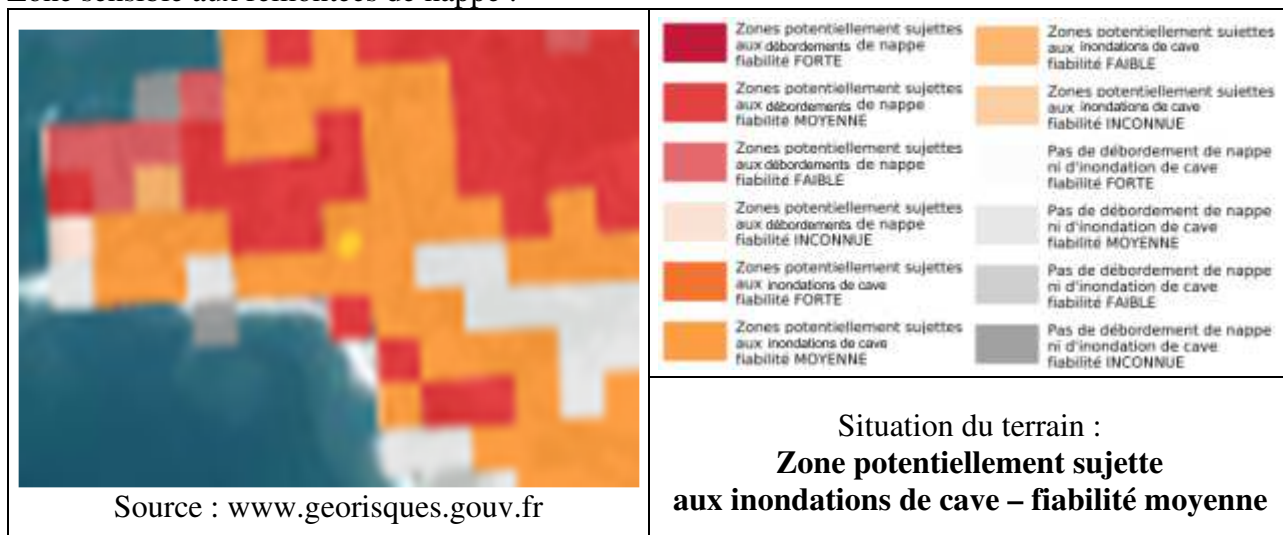 Zone sensible aux remontées de nappe :
Source : www.georisques.gouv.fr
Zones potentiellement sujettes
aux débordements de nappe
fiabilité FORTE
Zones potentiellement sujettes
aux débordements de nappe
fiabilité MOYENNE
Zones potentiellement sujettes
aux débordements de nappe
fiabilité FAIBLE
Zones potentiellement sujettes
aux débordements de nappe
fiabilité INCONNUE
Zones potentiellement sujettes
aux inondations de cave
fiabilité FORTE
Zones potentiellement sujettes
aux inondations de cave
fiabilité MOYENNE
Zones potentiellement sujettes
aux inondations de cave
fiabilité FAIBLE
Zones potentiellement sujettes
aux inondations de cave
fiabilité INCONNUE
Pas de débordement de nappe
ni d'inondation de cave
fiabilité FORTE
Pas de débordement de nappe
ni d'inondation de cave
fiabilité MOYENNE
Pas de débordement de nappe
ni d'inondation de cave
fiabilité FAIBLE
Pas de débordement de nappe
ni d'inondation de cave
fiabilité INCONNUE
Situation du terrain :
Zone potentiellement sujette
aux inondations de cave – fiabilité moyenne